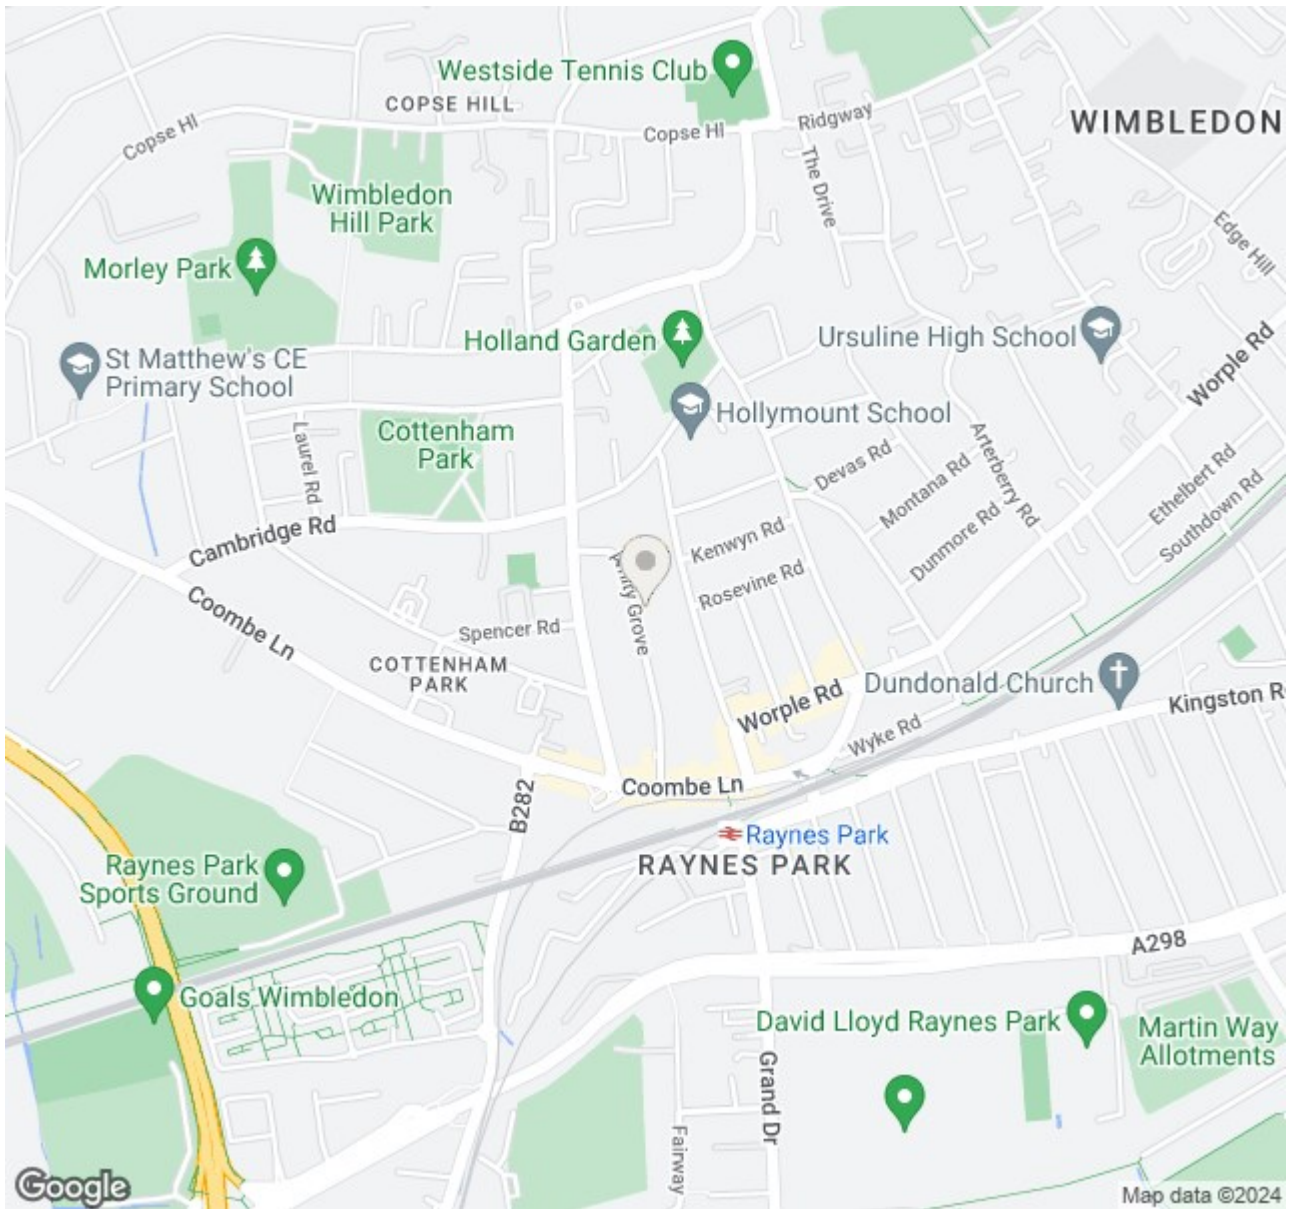 Westside Tennis Club
COPSE HILL
Copse Hl
Copse Hl
Ridgway
WIMBLEDON
The Drive
Wimbledon
Hill Park
Edge Hill
Morley Park
Holland Garden
Ursuline High School
Worple Rd
St Matthew's CE
Primary School
Hollymount School
Cottenham
Park
Laurel Rd
Devas Rd
Montana Rd
Arterberry Rd
Ethelbert Rd
Southdown Rd
Cambridge Rd
Kenwyn Rd
Dunmore Rd
Rosevine Rd
Coombe Ln
Grove
Spencer Rd
COTTENHAM
PARK
Dundonald Church
Worple Rd
Kingston R
Wyke Rd
Coombe Ln
B282
Raynes Park
RAYNES PARK
Raynes Park
Sports Ground
A298
Goals Wimbledon
David Lloyd Raynes Park
Martin Way
Allotments
Grand Dr
Fairway
Google
Map data ©2024